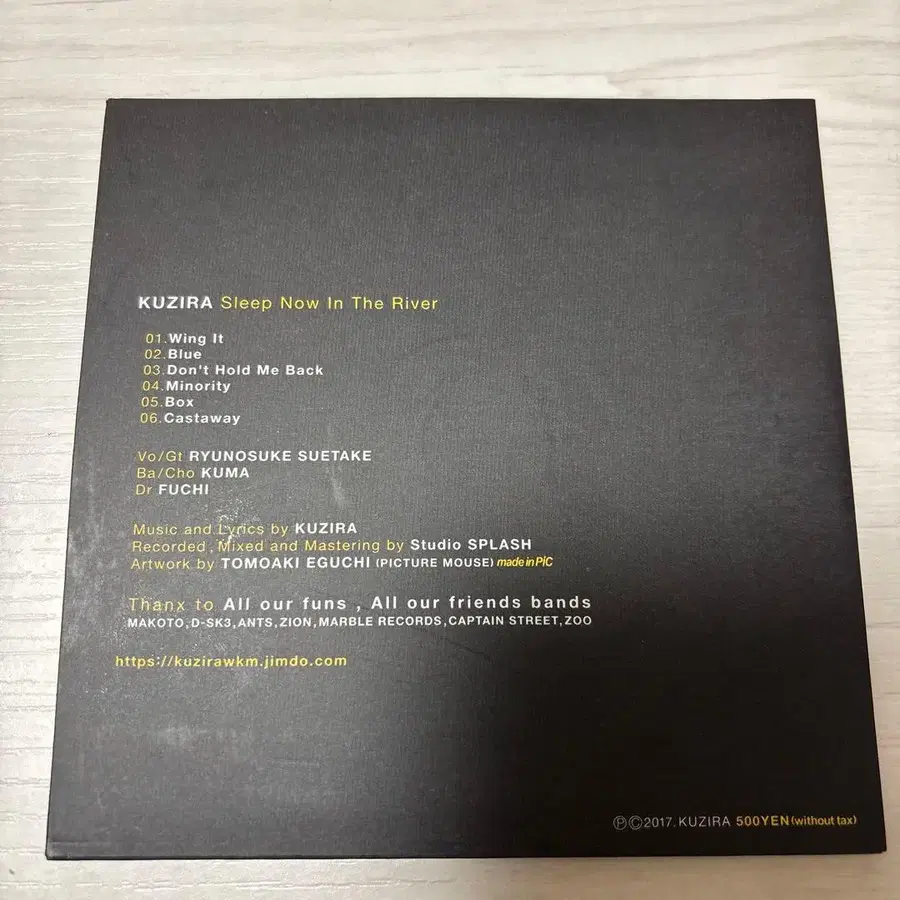 KUZIRA Sleep Now In The River
01.Wing It
02.Blue
03.Don't Hold Me Back
04.Minority
05.Box
06.Castaway
Vo/Gt RYUNOSUKE SUETAKE
Ba/Cho KUMA
Dr FUCHI
Music and Lyrics by KUZIRA
Recorded,Mixed and Mastering by Studio SPLASH
Artwork by TOMOAKI EGUCHI (PICTURE MOUSE) made in PIC
Thanx to All our funs , All our friends bands
MAKOTO,D-SK3,ANTS,ZION,MARBLE RECORDS,CAPTAIN STREET,ZOO
https://kuzirawkm.jimdo.com
Ⓟ©2017. KUZIRA 500YEN(without tax)